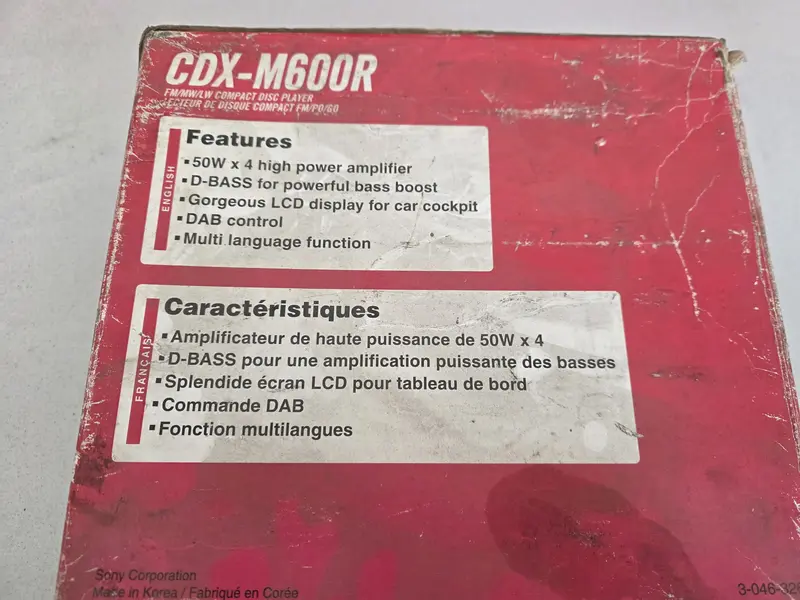 CDX-M600R
FM/MW/LW COMPACT DISC PLAYER
LECTEUR DE DISQUE COMPACT FM/PO/GO
ENGLISH
Features
▪50W x 4 high power amplifier
▪D-BASS for powerful bass boost
▪Gorgeous LCD display for car cockpit
▪DAB control
▪Multi language function
FRANÇAIS
Caractéristiques
▪Amplificateur de haute puissance de 50W x 4
▪D-BASS pour une amplification puissante des basses
▪Splendide écran LCD pour tableau de bord
▪Commande DAB
▪Fonction multilangues
Sony Corporation
Made in Korea / Fabriqué en Corée